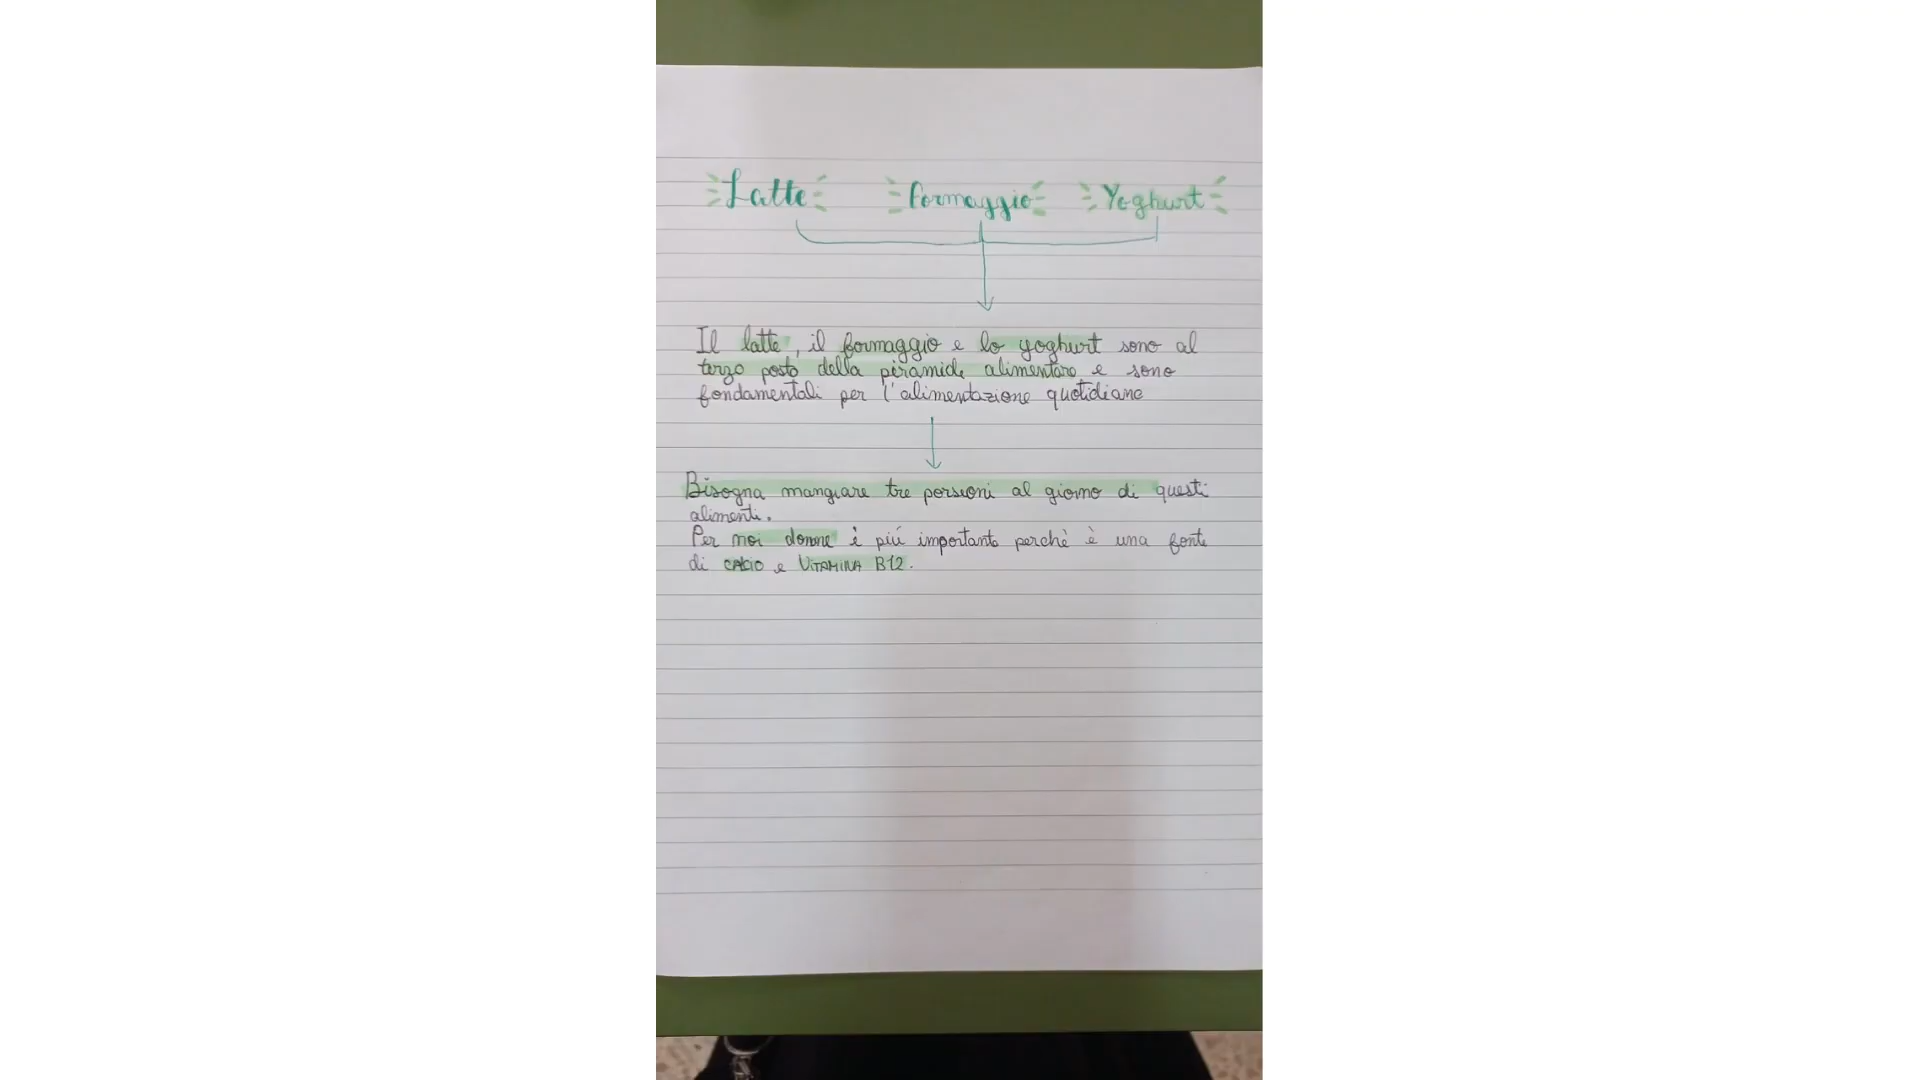 Latte Formaggio Yoghurt
Il latte, il formaggio e lo yoghurt sono al
terzo posto della piramide alimentare e sono
fondamentali per l'alimentazione quotidiana
Bisogna mangiare tre porzioni al giorno di questi
alimenti.
Per noi donne è più importante perchè è una fonte
di CALCIO e VITAMINA B12.